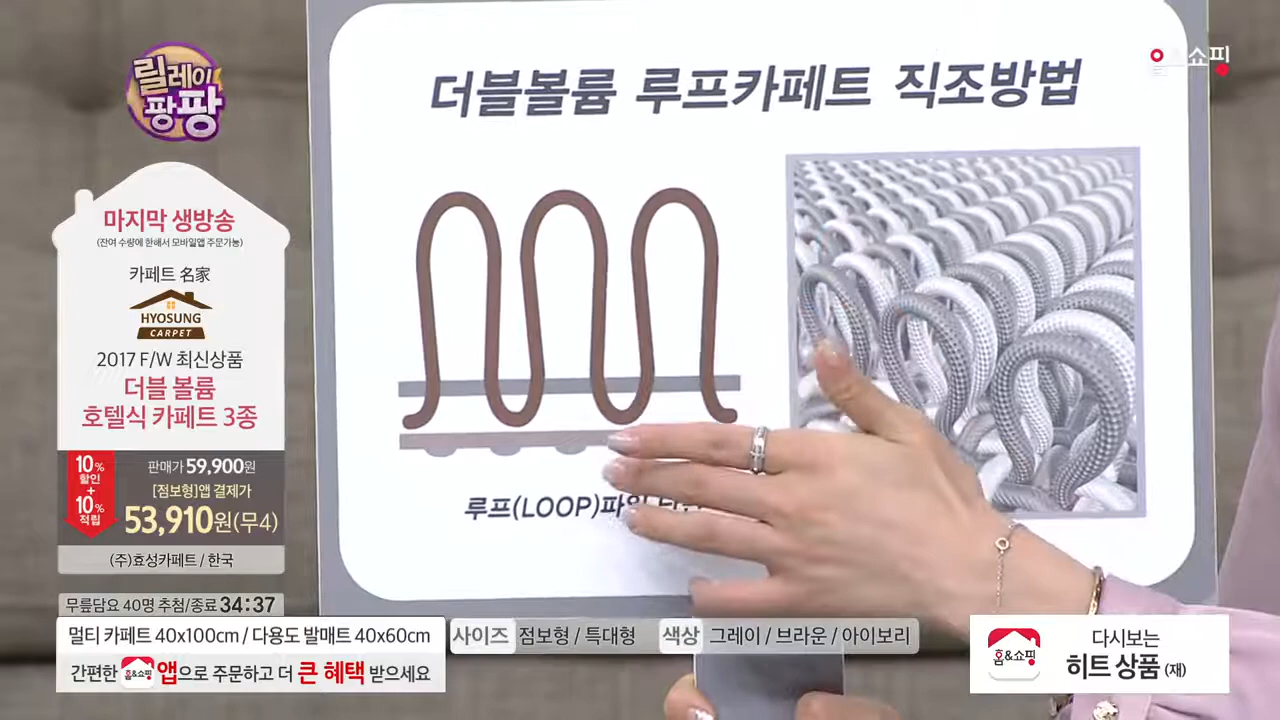 릴레이
팡팡
홈&쇼핑
더블볼륨 루프카페트 직조방법
루프(LOOP)파일
마지막 생방송
(잔여 수량에 한해서 모바일앱 주문가능)
카페트 名家
HYOSUNG
CARPET
2017 F/W 최신상품
더블 볼륨
호텔식 카페트 3종
10%
할인
+
10%
적립
판매가 59,900원
[점보형]앱 결제가
53,910원(무4)
(주)효성카페트 / 한국
무릎담요 40명 추첨/종료 34:37
멀티 카페트 40x100cm / 다용도 발매트 40x60cm
간편한 홈&쇼핑 앱으로 주문하고 더 큰 혜택 받으세요
사이즈 점보형 / 특대형 색상 그레이 / 브라운 / 아이보리
홈&쇼핑
다시보는
히트 상품 (재)